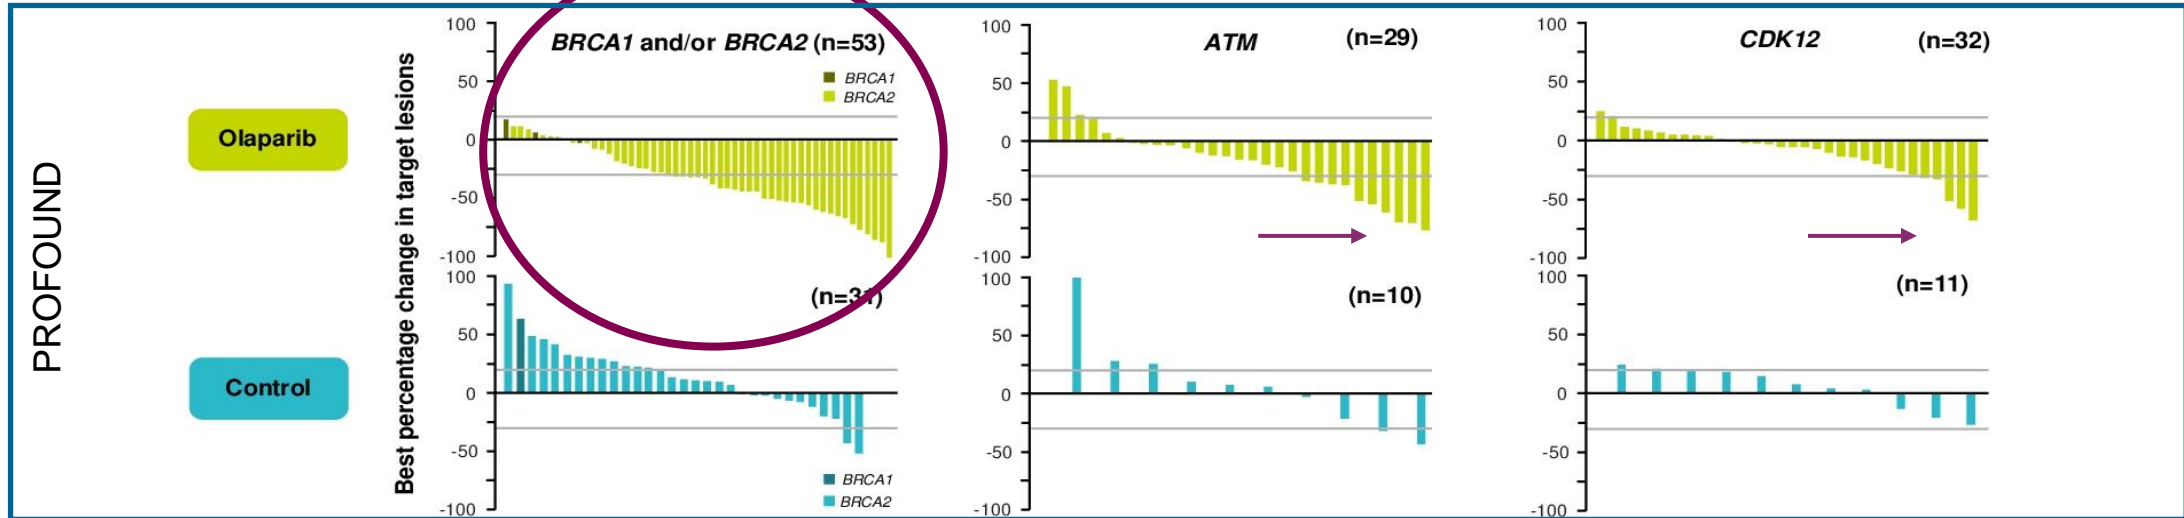 PROFOUND
Olaparib
Control
Best percentage change in target lesions
BRCA1 and/or BRCA2 (n=53)
BRCA1
BRCA2
100
50
0
-50
-100
ATM (n=29)
100
50
0
-50
-100
CDK12 (n=32)
100
50
0
-50
-100
(n=31)
100
50
0
-50
-100
BRCA1
BRCA2
(n=10)
100
50
0
-50
-100
(n=11)
100
50
0
-50
-100